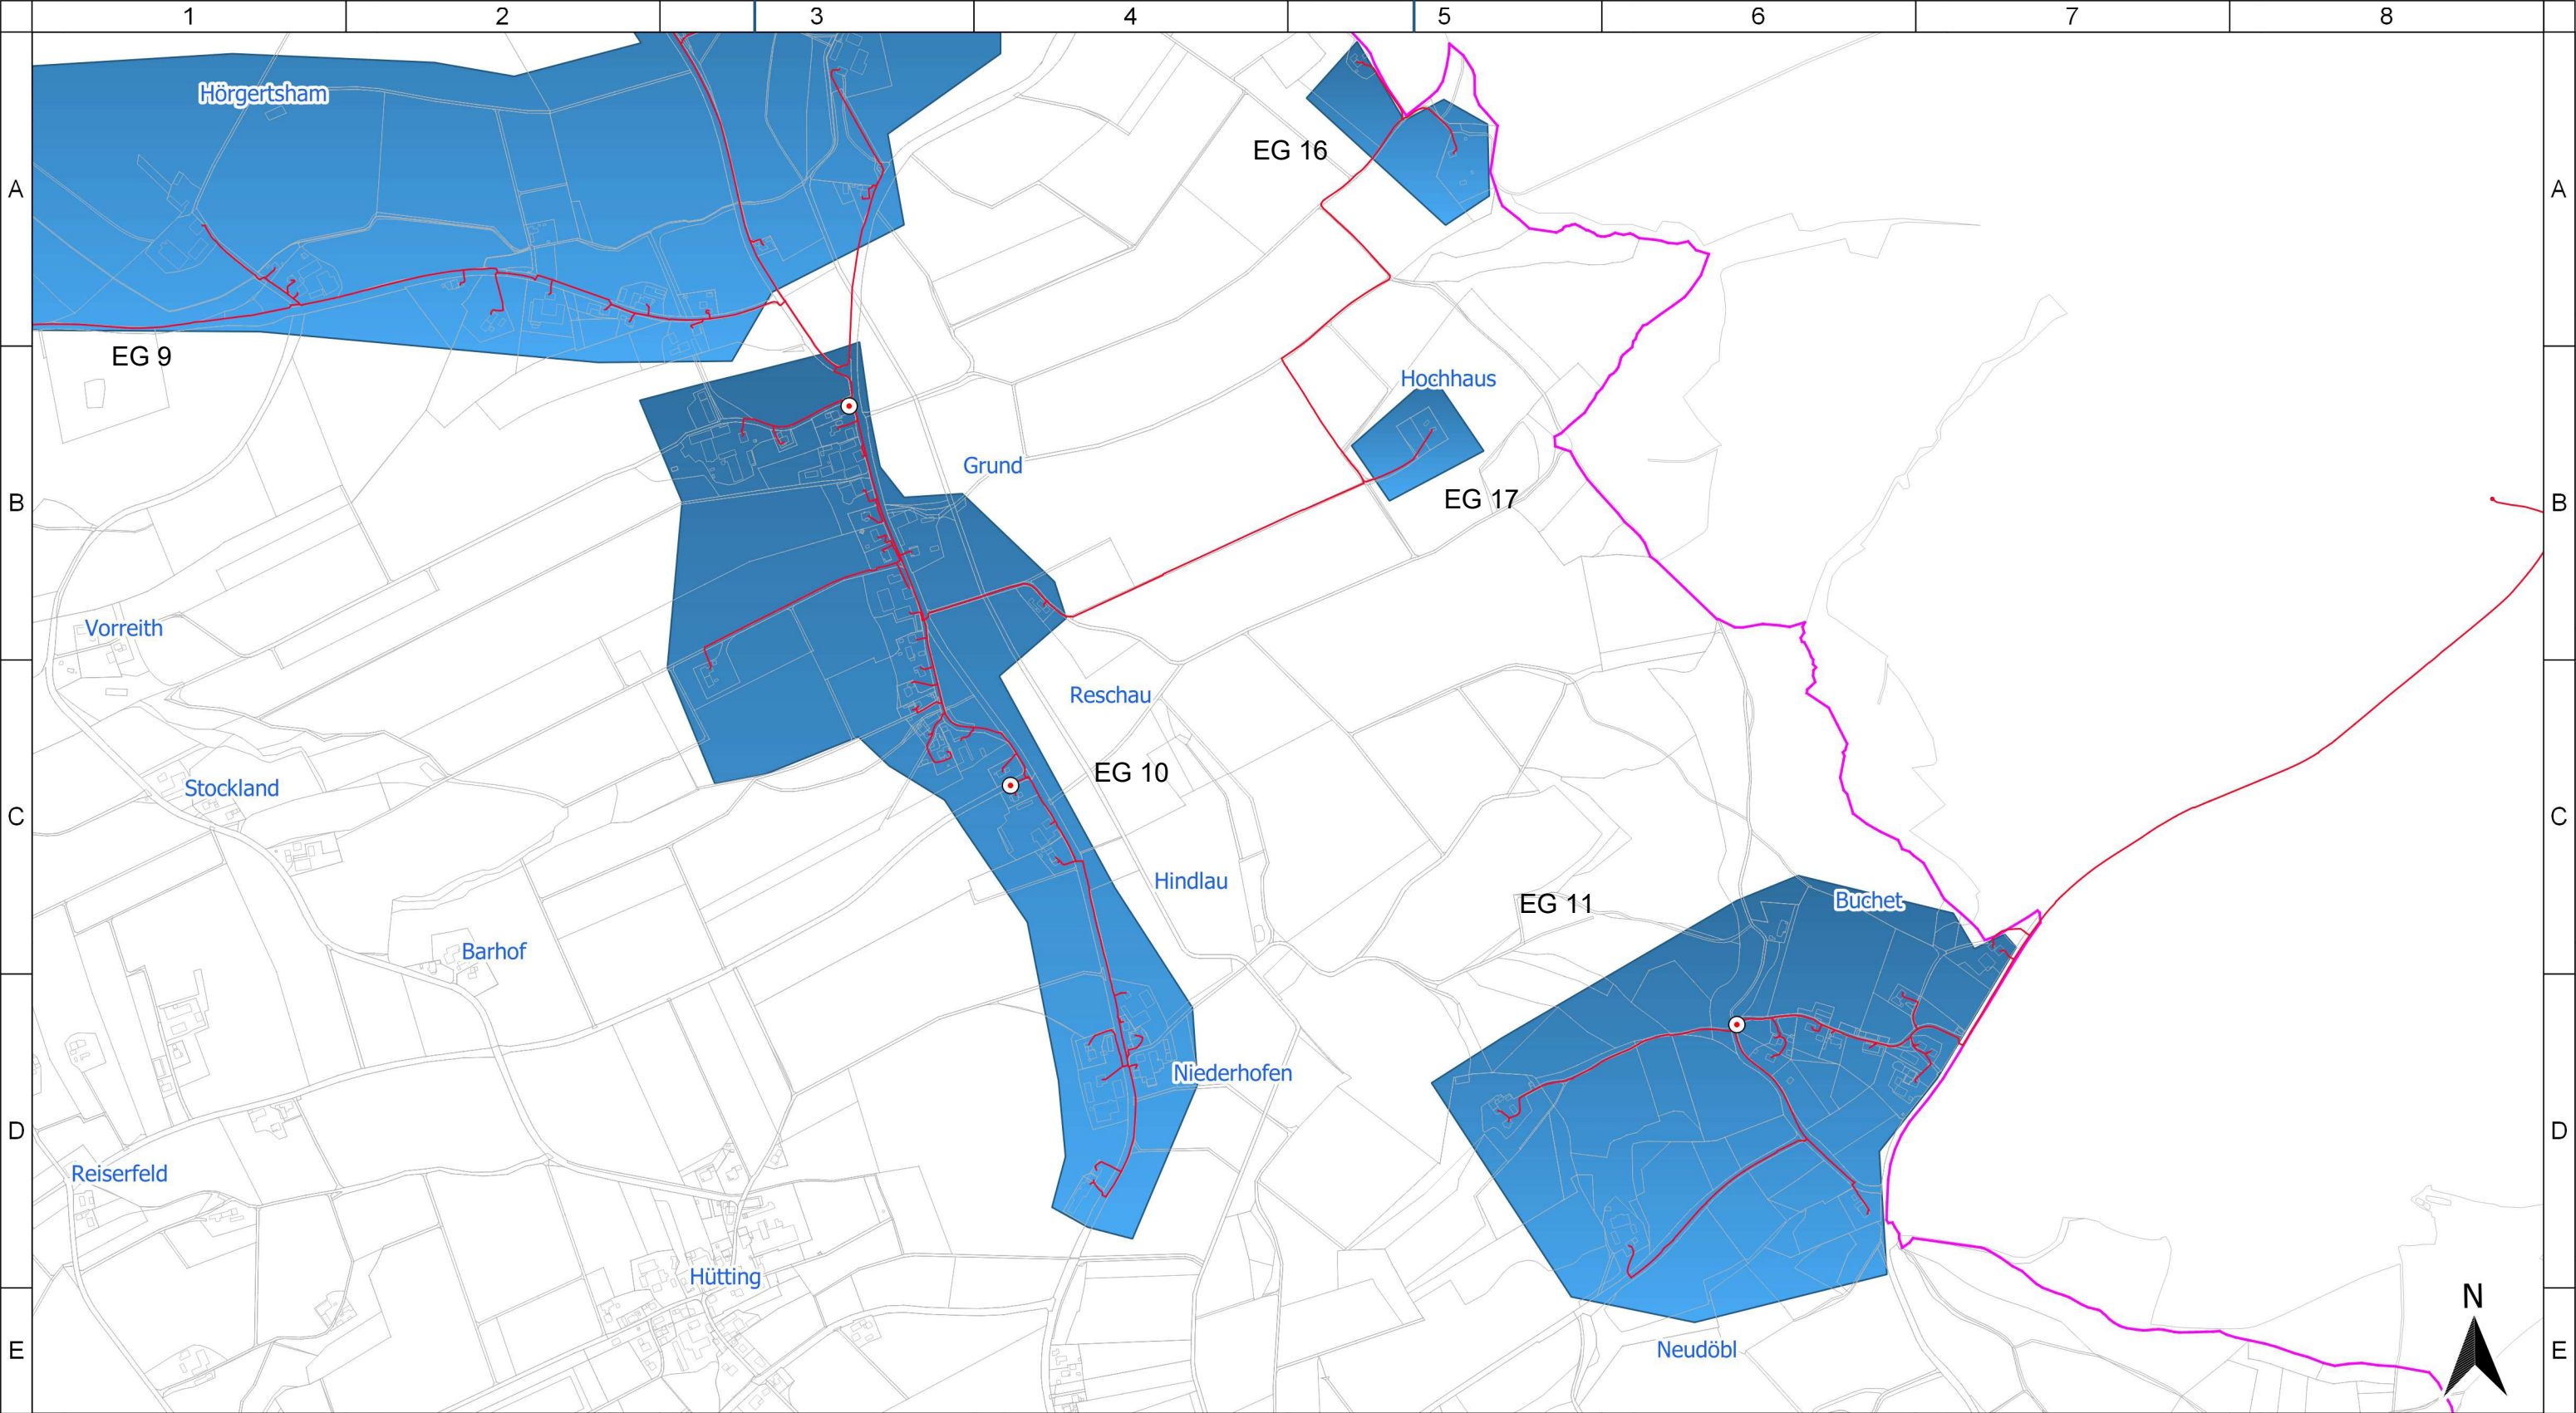 1 2 3 4 5 6 7 8
Hörgertsham
EG 16
A A
EG 9
Hochhaus
Grund
EG 17
B B
Vorreith
Reschau
EG 10
Stockland
C C
Hindlau
Buchet
EG 11
Barhof
Niederhofen
D D
Reiserfeld
Hütting
N
Neudöbl
E E